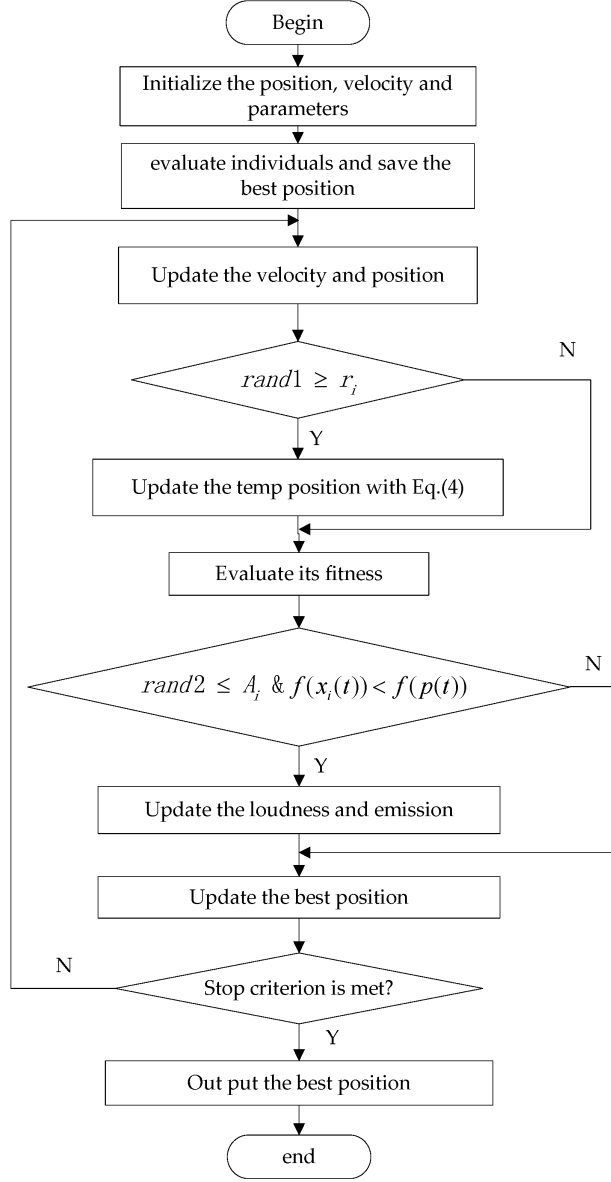 Begin
Initialize the position, velocity and
parameters
evaluate individuals and save the
best position
Update the velocity and position
N
rand1 ≥ r_i
Y
Update the temp position with Eq.(4)
Evaluate its fitness
N
rand2 ≤ A_i & f(x_i(t)) < f(p(t))
Y
Update the loudness and emission
Update the best position
N
Stop criterion is met?
Y
Out put the best position
end